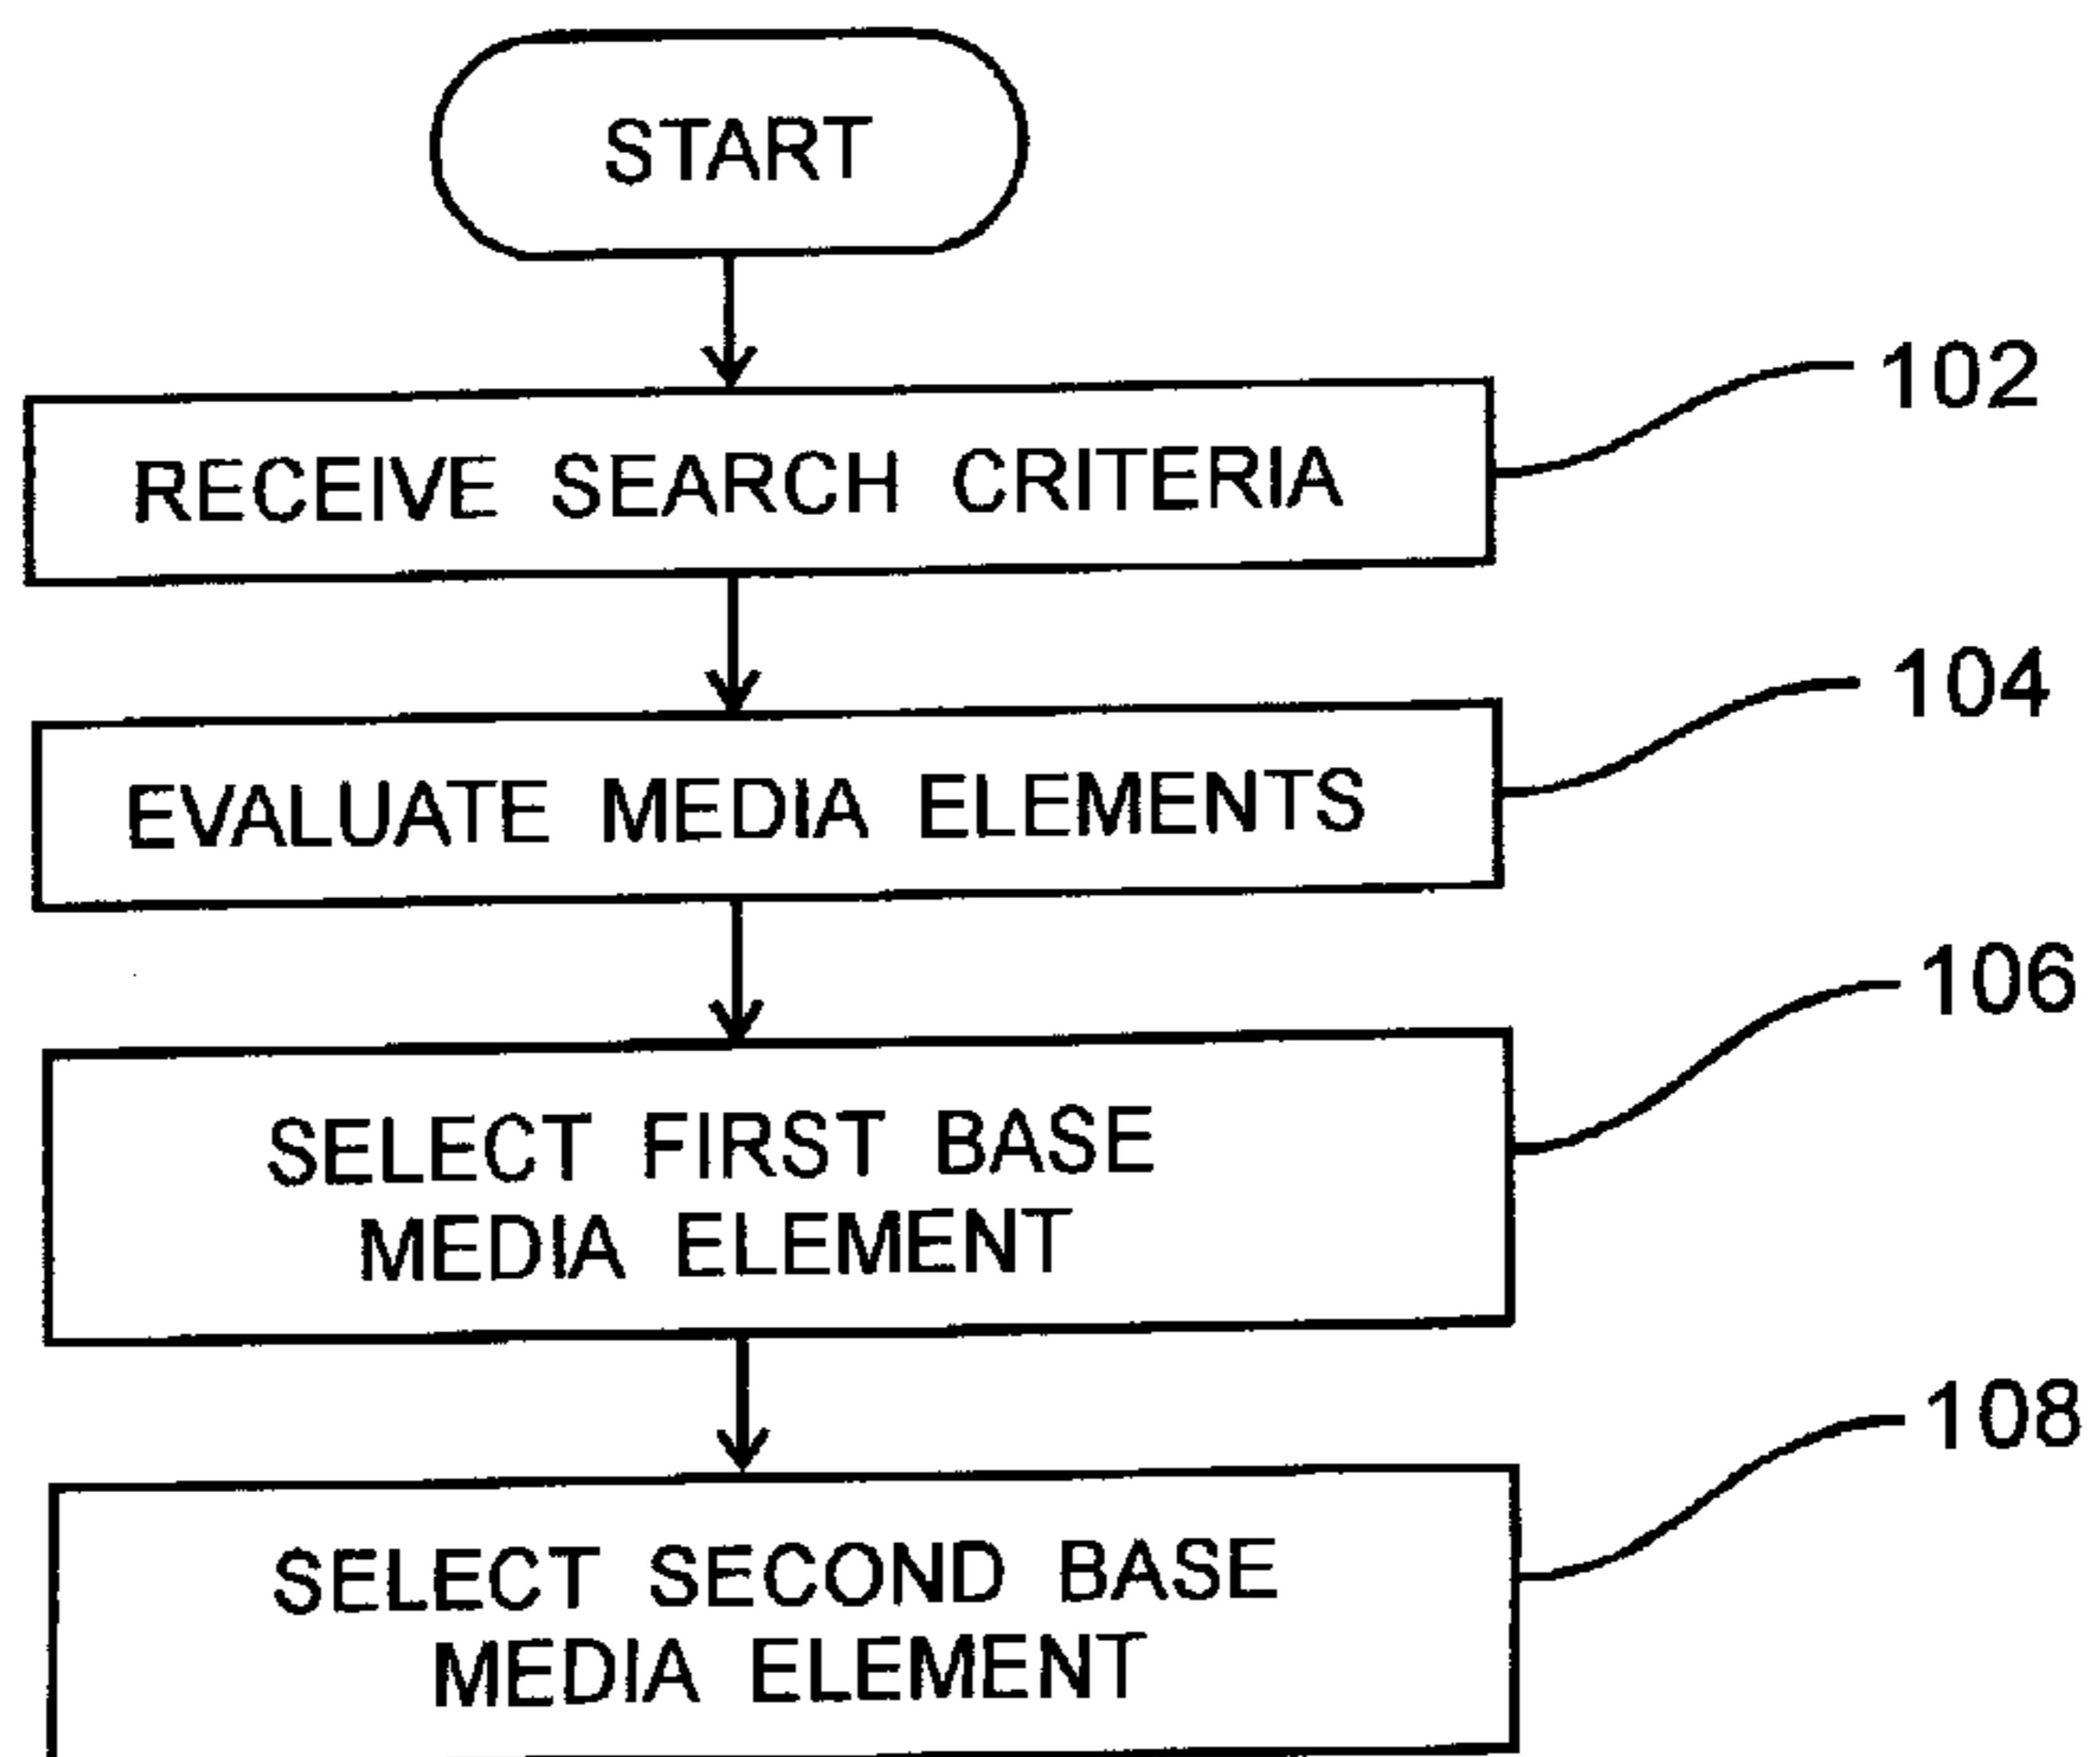 START
102
RECEIVE SEARCH CRITERIA
104
EVALUATE MEDIA ELEMENTS
106
SELECT FIRST BASE
MEDIA ELEMENT
108
SELECT SECOND BASE
MEDIA ELEMENT